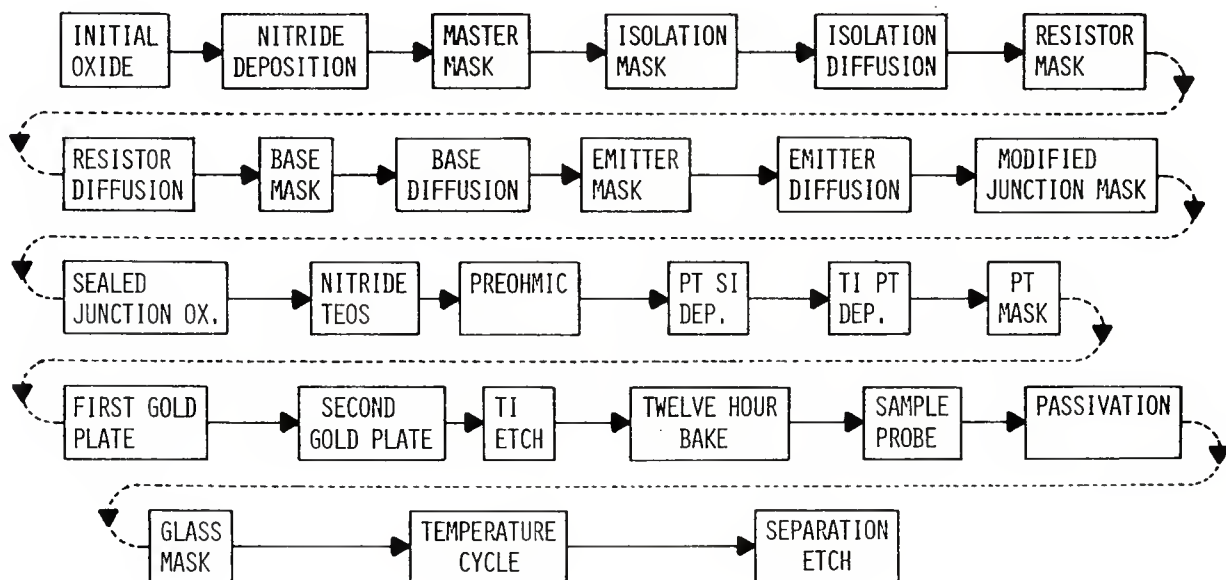 INITIAL
OXIDE
NITRIDE
DEPOSITION
MASTER
MASK
ISOLATION
MASK
ISOLATION
DIFFUSION
RESISTOR
MASK
RESISTOR
DIFFUSION
BASE
MASK
BASE
DIFFUSION
EMITTER
MASK
EMITTER
DIFFUSION
MODIFIED
JUNCTION MASK
SEALED
JUNCTION OX.
NITRIDE
TEOS
PREOHMIC
PT SI
DEP.
TI PT
DEP.
PT
MASK
FIRST GOLD
PLATE
SECOND
GOLD PLATE
TI
ETCH
TWELVE HOUR
BAKE
SAMPLE
PROBE
PASSIVATION
GLASS
MASK
TEMPERATURE
CYCLE
SEPARATION
ETCH